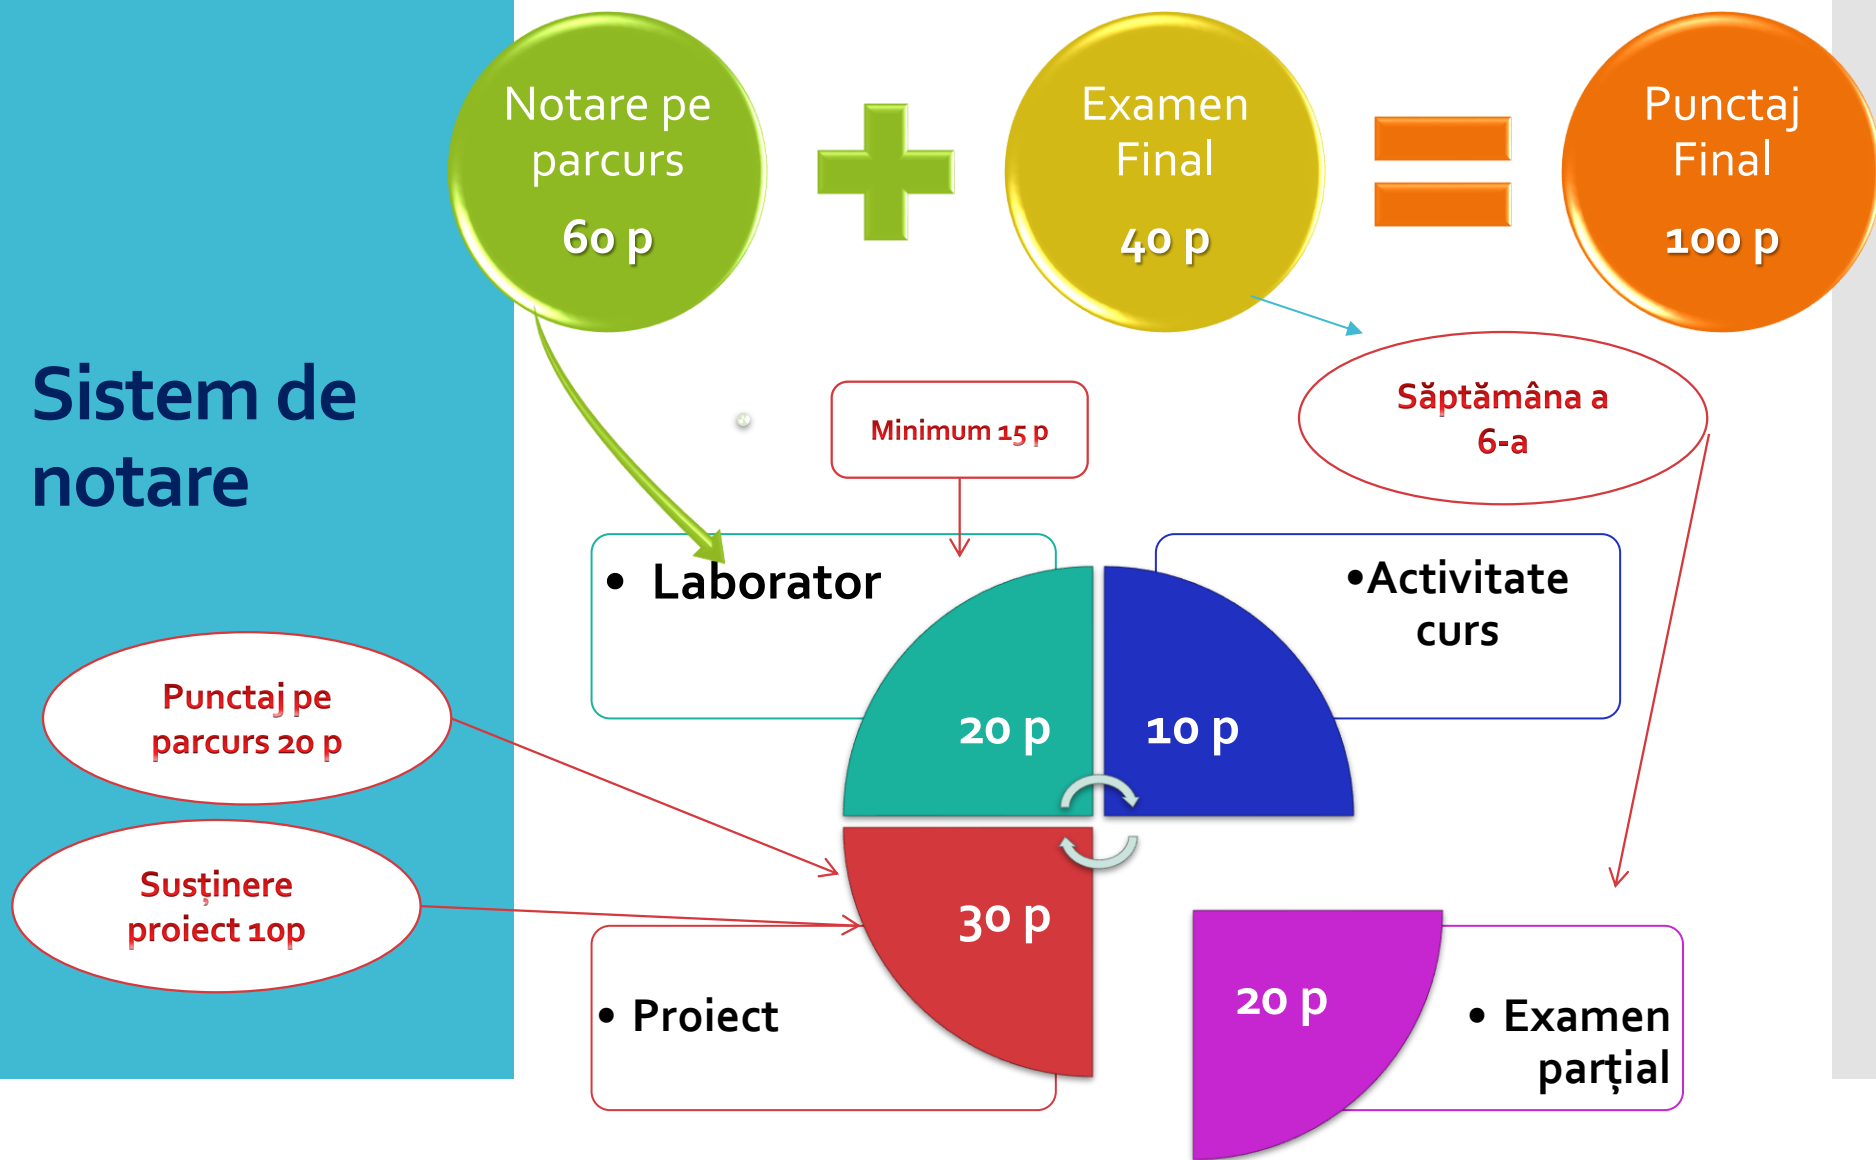 Notare pe
parcurs
60 p
Examen
Final
40 p
Punctaj
Final
100 p
Sistem de
notare
Minimum 15 p
Săptămâna a
6-a
• Laborator
20 p
•Activitate
curs
10 p
Punctaj pe
parcurs 20 p
Susținere
proiect 10p
30 p
• Proiect
20 p
• Examen
parțial